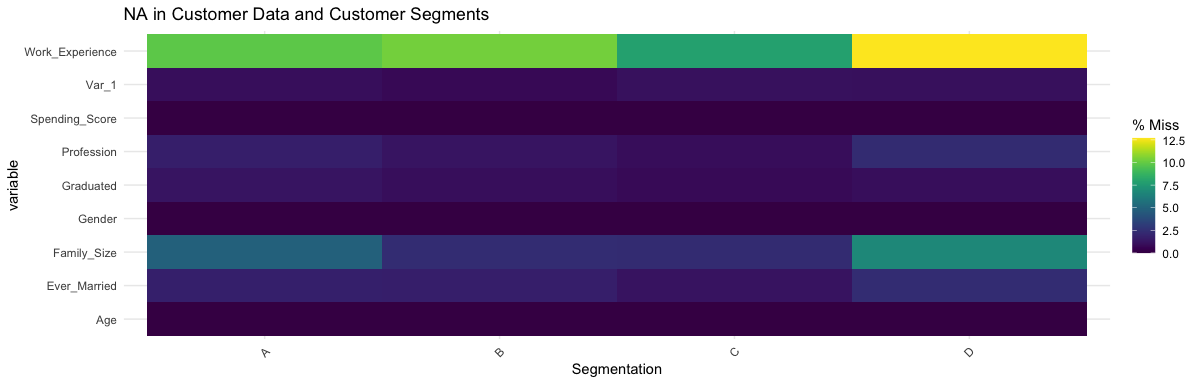 NA in Customer Data and Customer Segments
variable
Work_Experience
Var_1
Spending_Score
Profession
Graduated
Gender
Family_Size
Ever_Married
Age
A
B
C
D
Segmentation
% Miss
12.5
10.0
7.5
5.0
2.5
0.0